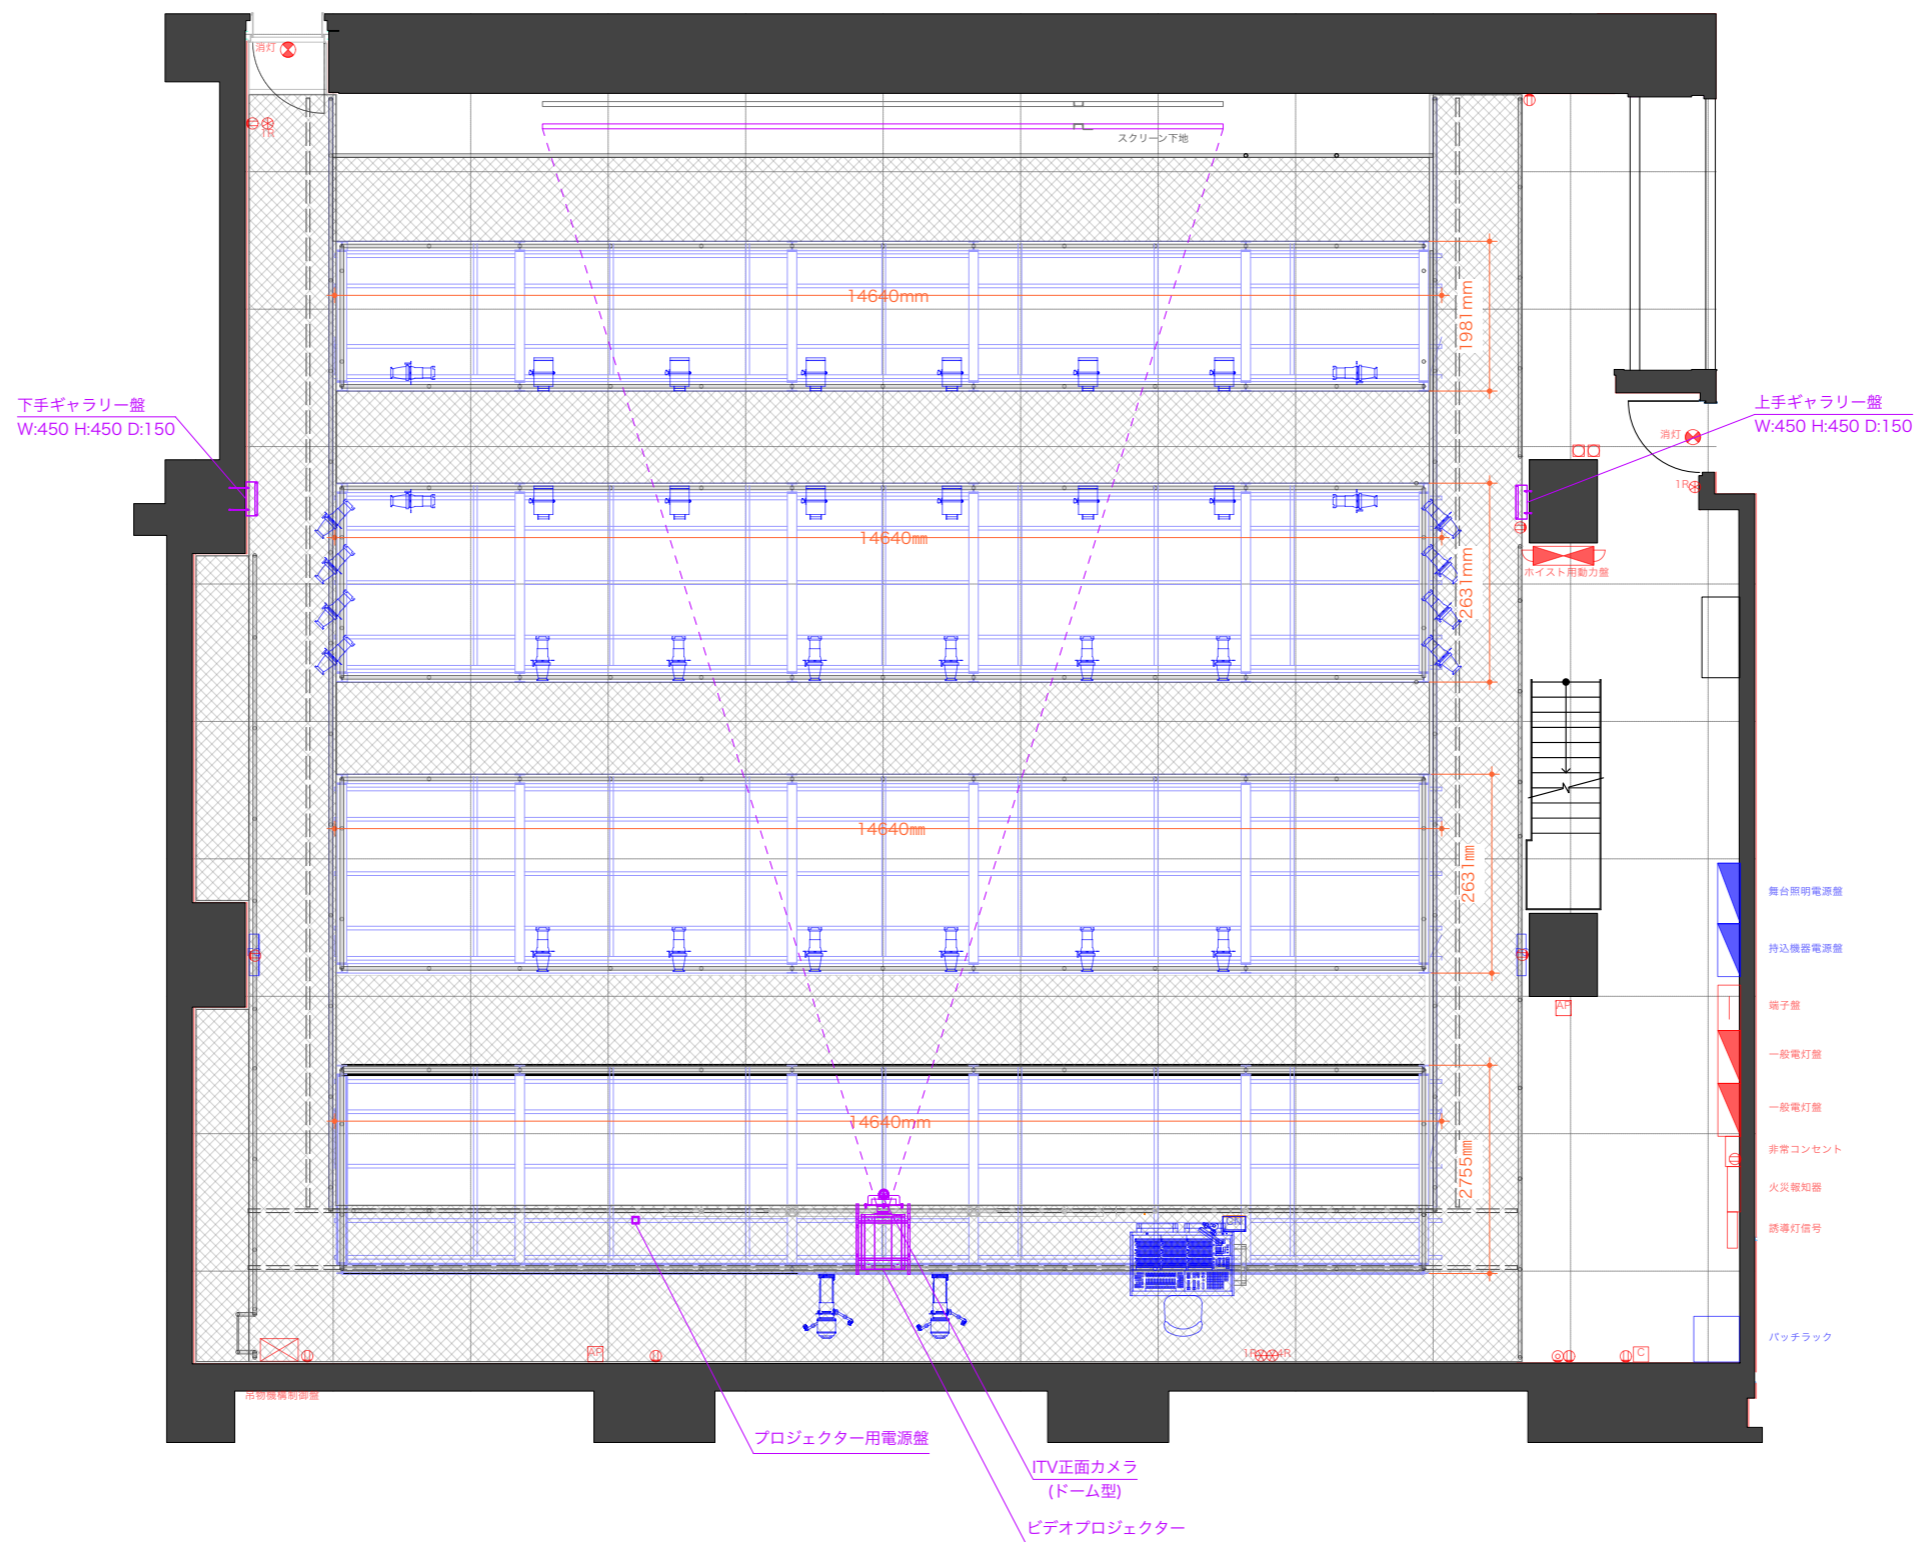 消灯
1R
スクリーン下地
14640mm
1981mm
下手ギャラリー盤
W:450 H:450 D:150
上手ギャラリー盤
W:450 H:450 D:150
消灯
1R
14640mm
2631mm
ホイスト用動力盤
14640mm
2631mm
舞台照明電源盤
持込機器電源盤
端子盤
AP
一般電灯盤
一般電灯盤
14640mm
2755mm
非常コンセント
火災報知器
誘導灯信号
パッチラック
AP
1R
4R
C
吊物機構制御盤
プロジェクター用電源盤
ITV正面カメラ
(ドーム型)
ビデオプロジェクター